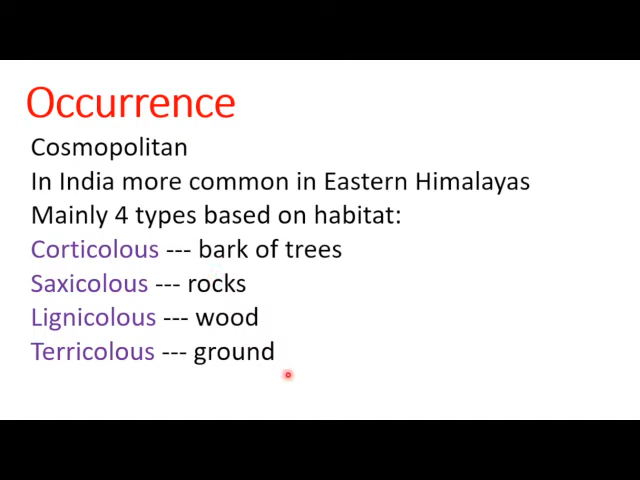 Occurrence
Cosmopolitan
In India more common in Eastern Himalayas
Mainly 4 types based on habitat:
Corticolous --- bark of trees
Saxicolous --- rocks
Lignicolous --- wood
Terricolous --- ground